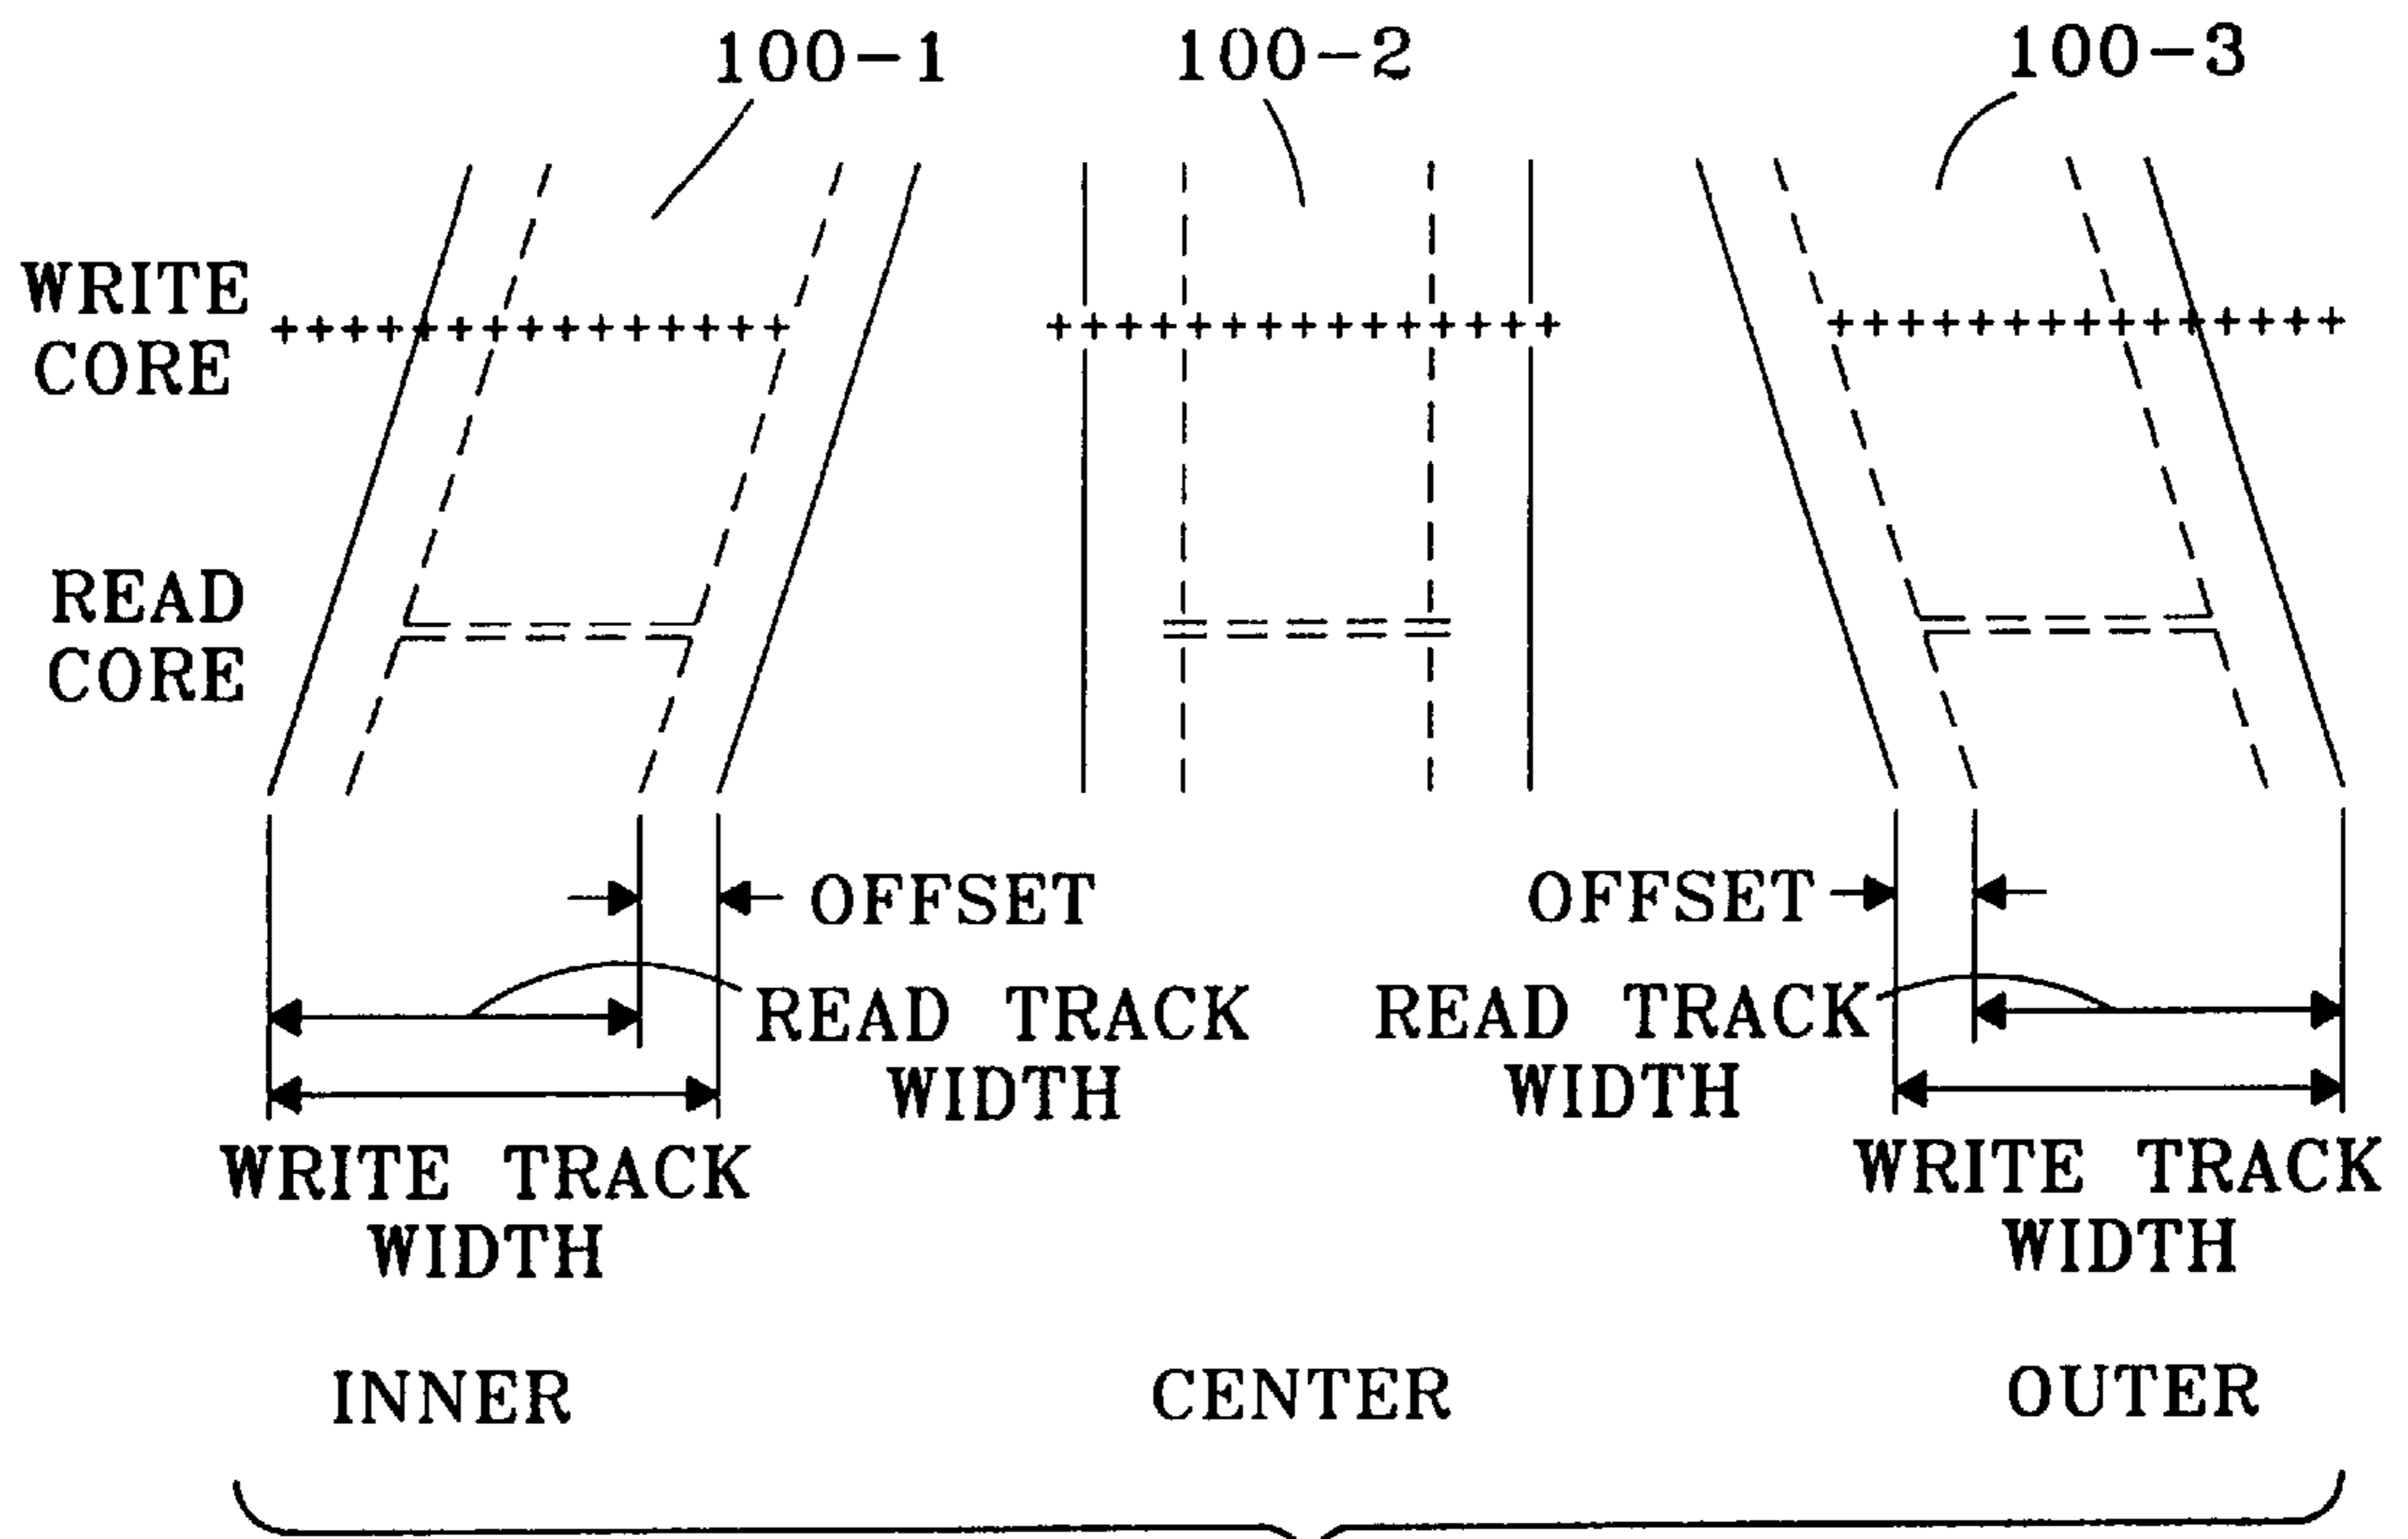 100-1 100-2 100-3
WRITE
CORE
READ
CORE
OFFSET OFFSET
READ TRACK READ TRACK
WIDTH WIDTH
WRITE TRACK WRITE TRACK
WIDTH WIDTH
INNER CENTER OUTER